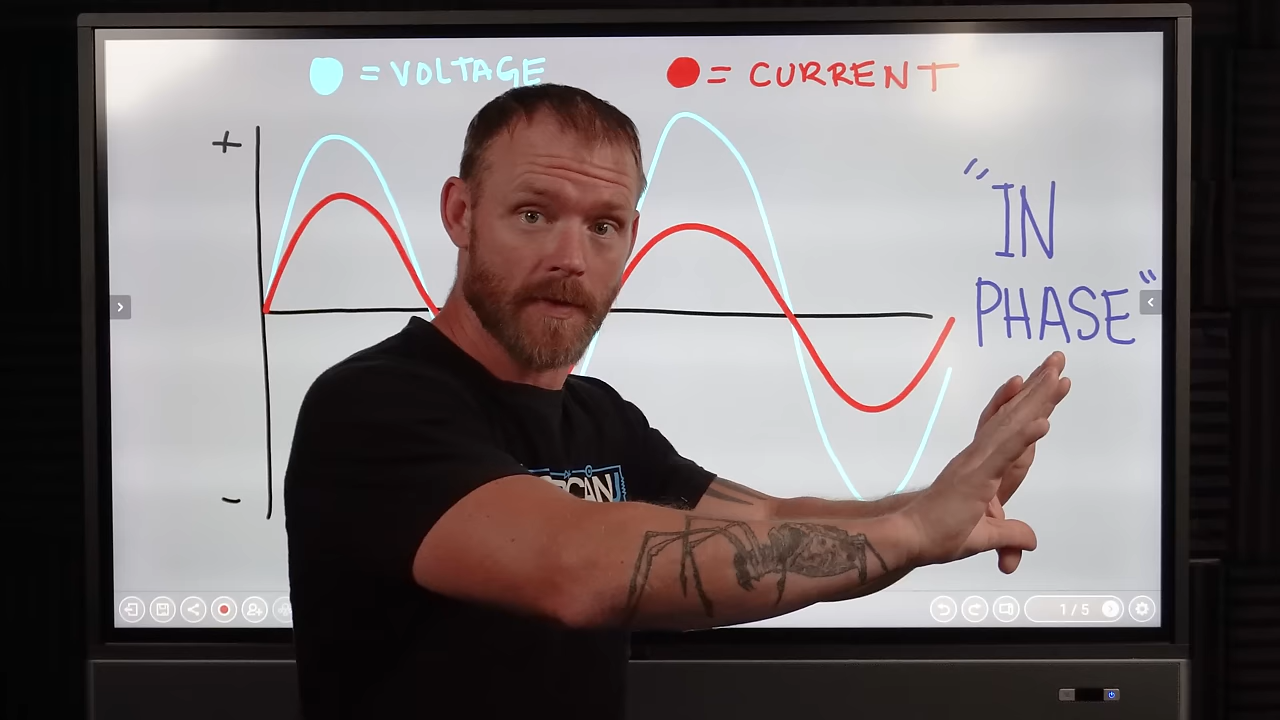 = VOLTAGE
= CURRENT
+
"IN
PHASE"
-
1 / 5